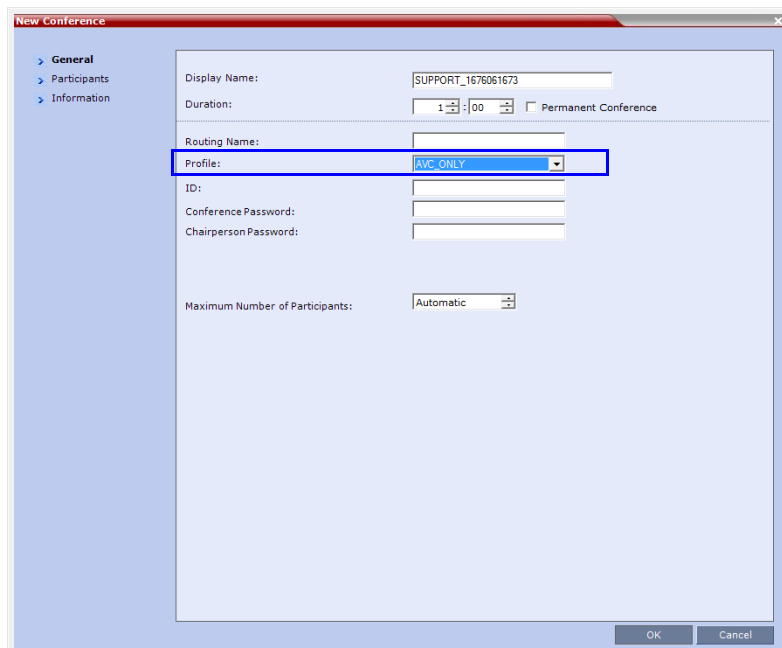 New Conference
General
Participants
Information
Display Name: SUPPORT_1676061673
Duration: 1 : 00 Permanent Conference
Routing Name:
Profile: AVC_ONLY
ID:
Conference Password:
Chairperson Password:
Maximum Number of Participants: Automatic
OK Cancel